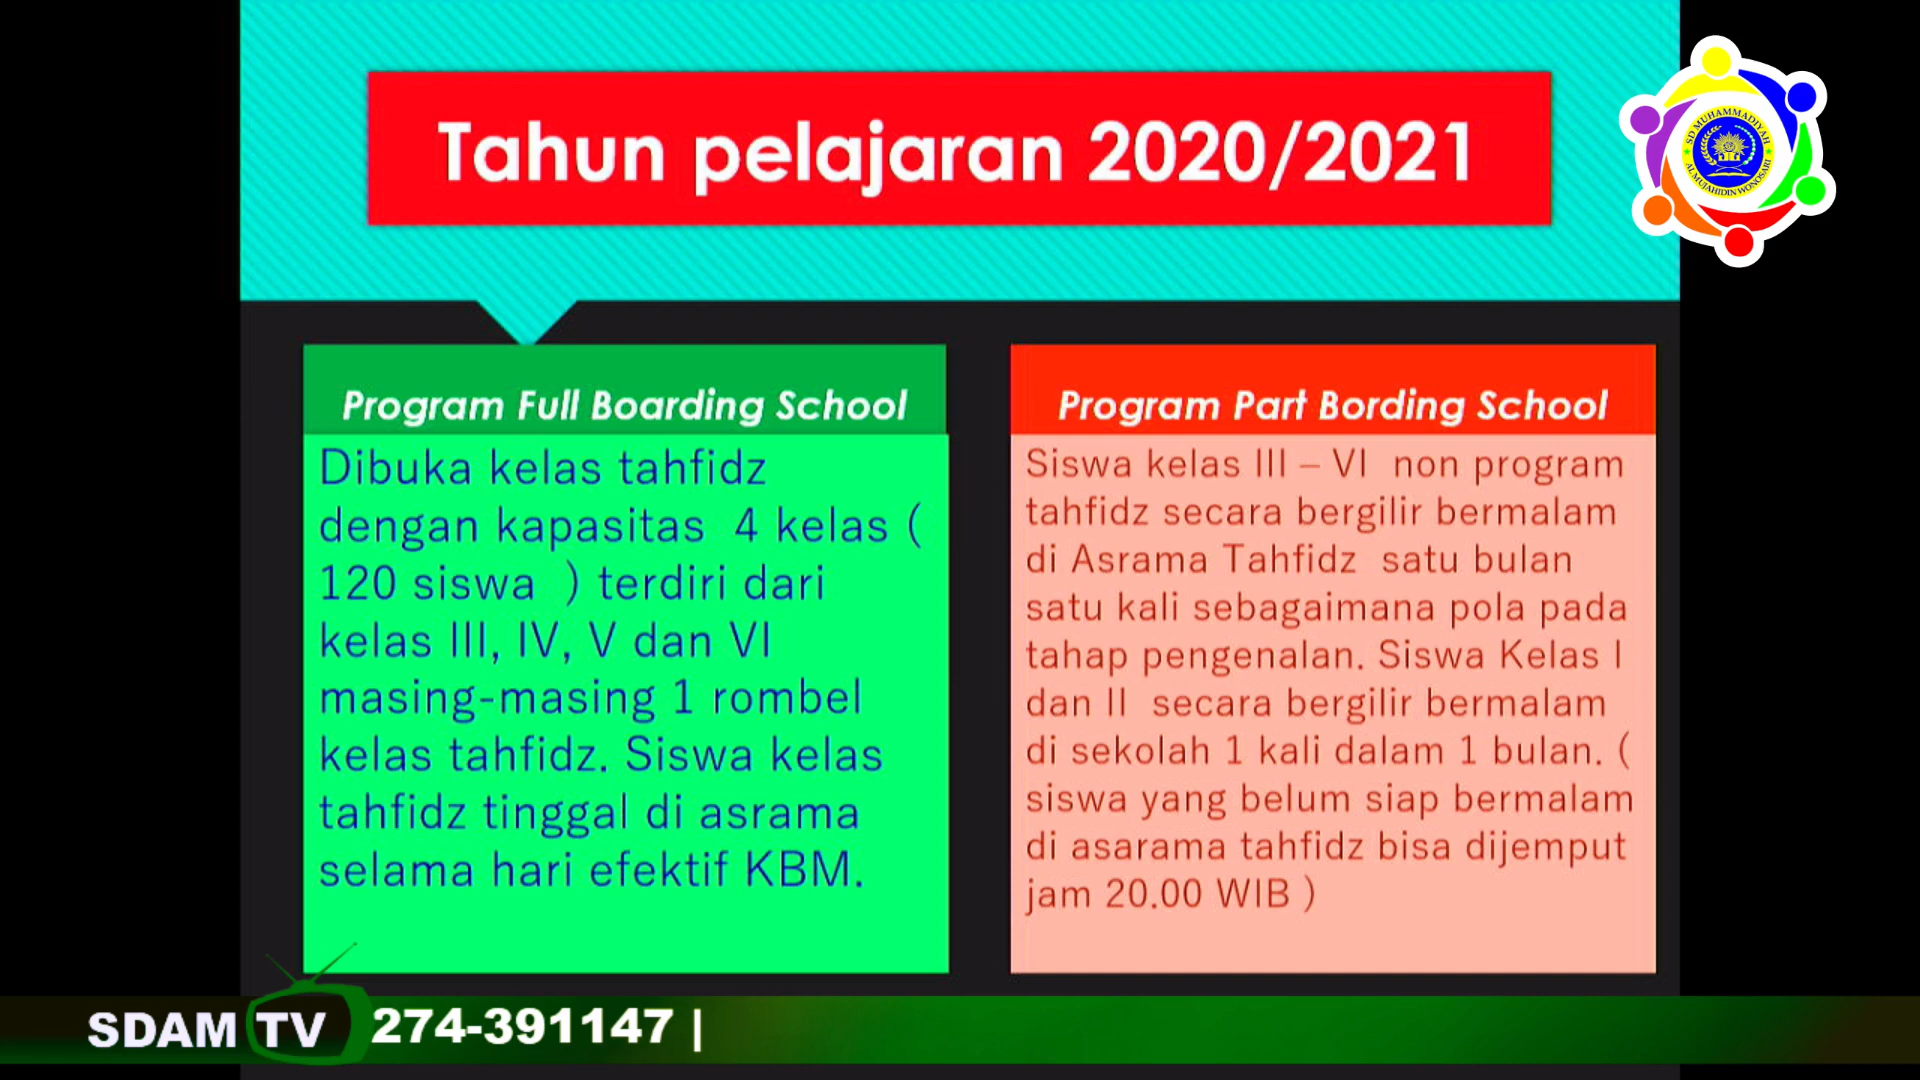 Tahun pelajaran 2020/2021
SD MUHAMMADIYAH
AL MUJAHIDIN WONOSARI
Program Full Boarding School
Dibuka kelas tahfidz
dengan kapasitas 4 kelas (
120 siswa ) terdiri dari
kelas III, IV, V dan VI
masing-masing 1 rombel
kelas tahfidz. Siswa kelas
tahfidz tinggal di asrama
selama hari efektif KBM.
Program Part Bording School
Siswa kelas III – VI non program
tahfidz secara bergilir bermalam
di Asrama Tahfidz satu bulan
satu kali sebagaimana pola pada
tahap pengenalan. Siswa Kelas I
dan II secara bergilir bermalam
di sekolah 1 kali dalam 1 bulan. (
siswa yang belum siap bermalam
di asarama tahfidz bisa dijemput
jam 20.00 WIB )
SDAM TV 274-391147 |